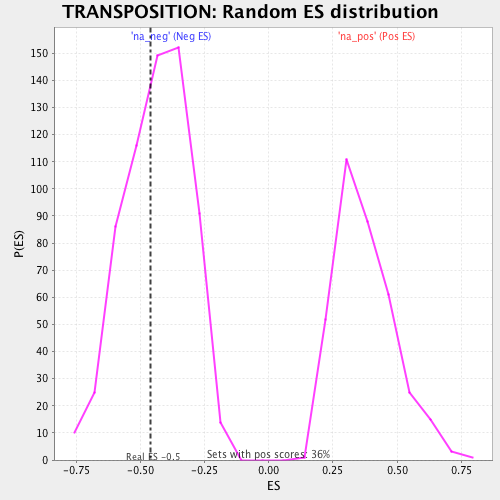 TRANSPOSITION: Random ES distribution
'na_neg' (Neg ES)
'na_pos' (Pos ES)
150
140
130
120
110
100
90
80
70
60
50
40
30
20
10
0
P(ES)
Real ES -0.5
Sets with pos scores: 36%
-0.75 -0.50 -0.25 0.00 0.25 0.50 0.75
ES